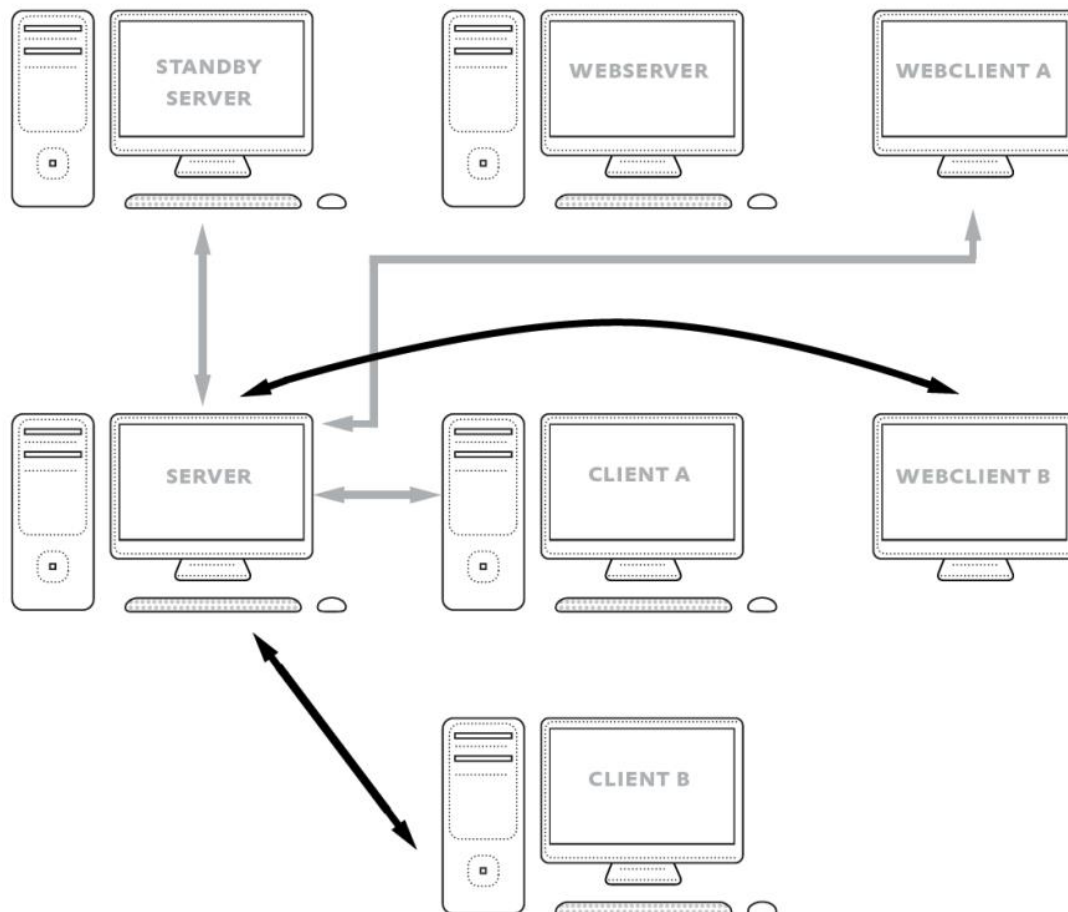 STANDBY
SERVER
WEBSERVER
WEBCLIENT A
SERVER
CLIENT A
WEBCLIENT B
CLIENT B